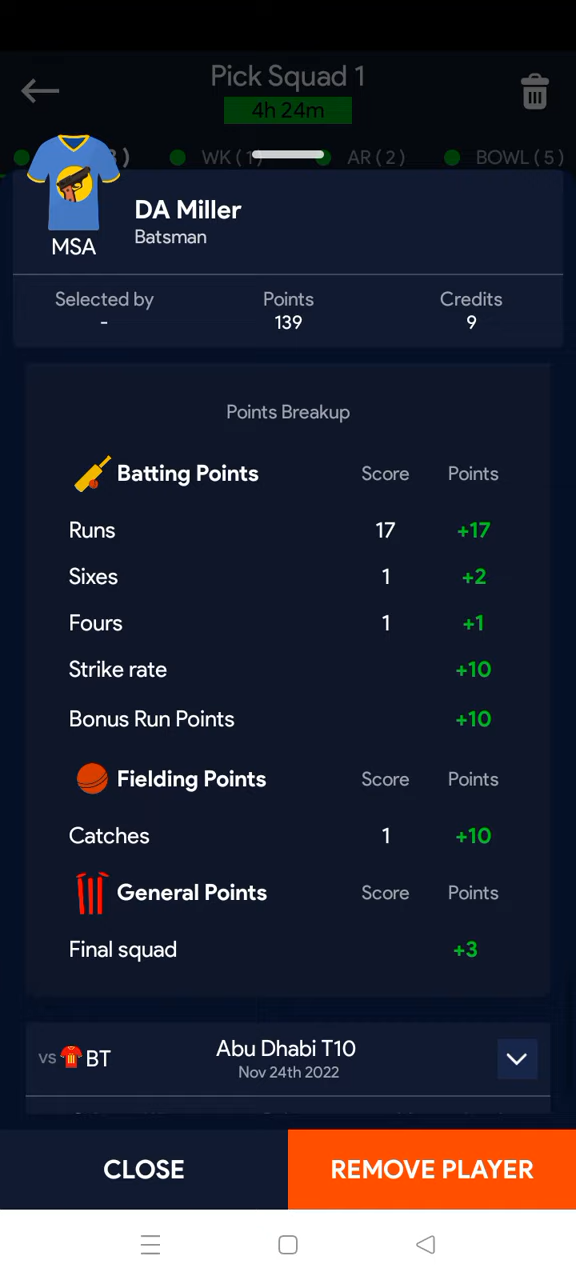 Pick Squad 1
4h 24m
WK ( 1 )
AR ( 2 )
BOWL ( 5 )
MSA
DA Miller
Batsman
Selected by Points Credits
- 139 9
Points Breakup
Batting Points Score Points
Runs 17 +17
Sixes 1 +2
Fours 1 +1
Strike rate +10
Bonus Run Points +10
Fielding Points Score Points
Catches 1 +10
General Points Score Points
Final squad +3
vs BT Abu Dhabi T10
Nov 24th 2022
CLOSE REMOVE PLAYER